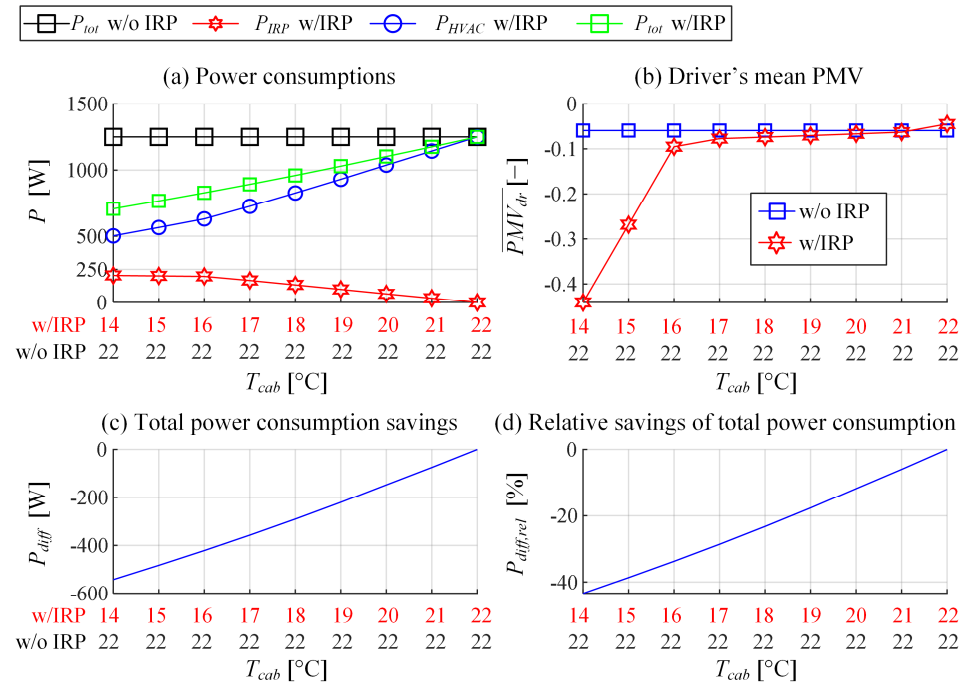 P_tot w/o IRP P_IRP w/IRP P_HVAC w/IRP P_tot w/IRP
(a) Power consumptions
1500
1000
500
250
0
P [W]
w/IRP 14 15 16 17 18 19 20 21 22
w/o IRP 22 22 22 22 22 22 22 22 22
T_cab [°C]
(b) Driver's mean PMV
0
-0.1
-0.2
-0.3
-0.4
PMV_dr [–]
w/o IRP
w/IRP
14 15 16 17 18 19 20 21 22
22 22 22 22 22 22 22 22 22
T_cab [°C]
(c) Total power consumption savings
0
-200
-400
-600
P_diff [W]
w/IRP 14 15 16 17 18 19 20 21 22
w/o IRP 22 22 22 22 22 22 22 22 22
T_cab [°C]
(d) Relative savings of total power consumption
0
-20
-40
P_diff,rel [%]
14 15 16 17 18 19 20 21 22
22 22 22 22 22 22 22 22 22
T_cab [°C]